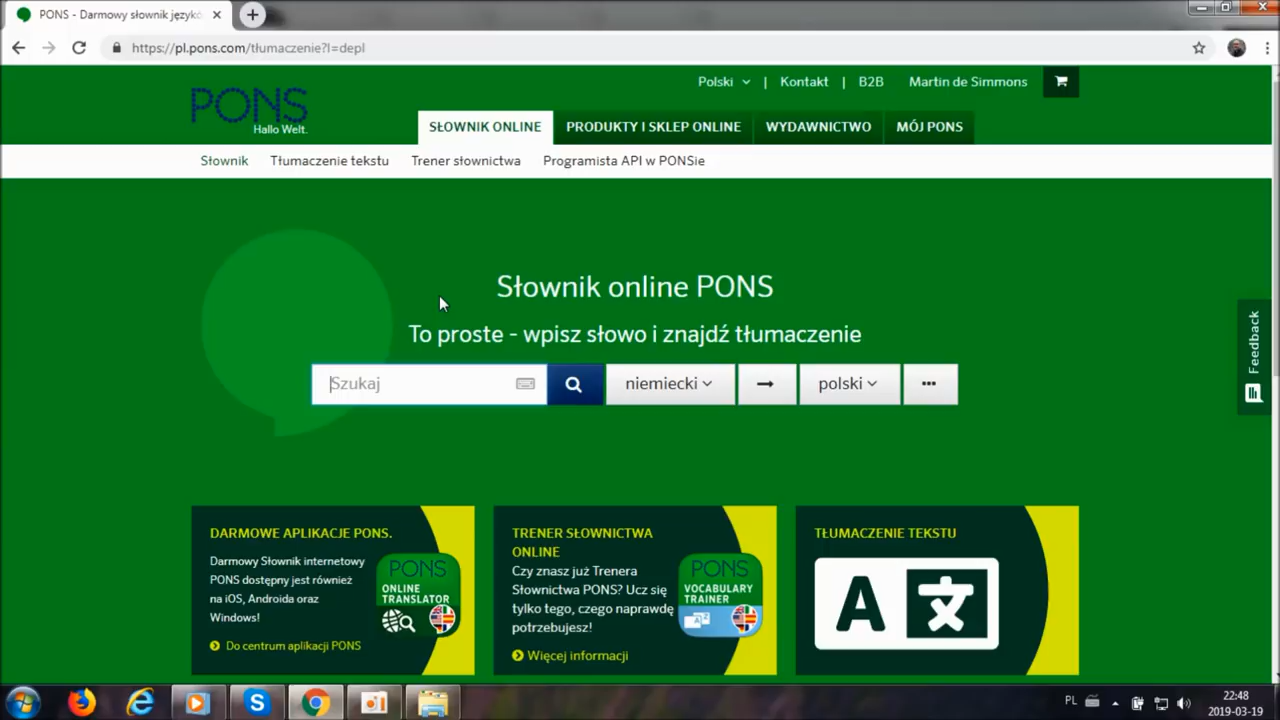 PONS - Darmowy słownik języko
https://pl.pons.com/tłumaczenie?l=depl
Polski | Kontakt | B2B Martin de Simmons
PONS
Hallo Welt.
SŁOWNIK ONLINE PRODUKTY I SKLEP ONLINE WYDAWNICTWO MÓJ PONS
Słownik Tłumaczenie tekstu Trener słownictwa Programista API w PONSie
Słownik online PONS
To proste - wpisz słowo i znajdź tłumaczenie
Szukaj niemiecki polski
Feedback
DARMOWE APLIKACJE PONS.
Darmowy Słownik internetowy
PONS dostępny jest również
na iOS, Androida oraz
Windows!
Do centrum aplikacji PONS
PONS
ONLINE
TRANSLATOR
TRENER SŁOWNICTWA
ONLINE
Czy znasz już Trenera
Słownictwa PONS? Ucz się
tylko tego, czego naprawdę
potrzebujesz!
Więcej informacji
PONS
VOCABULARY
TRAINER
TŁUMACZENIE TEKSTU
A 文
PL
22:48
2019-03-19